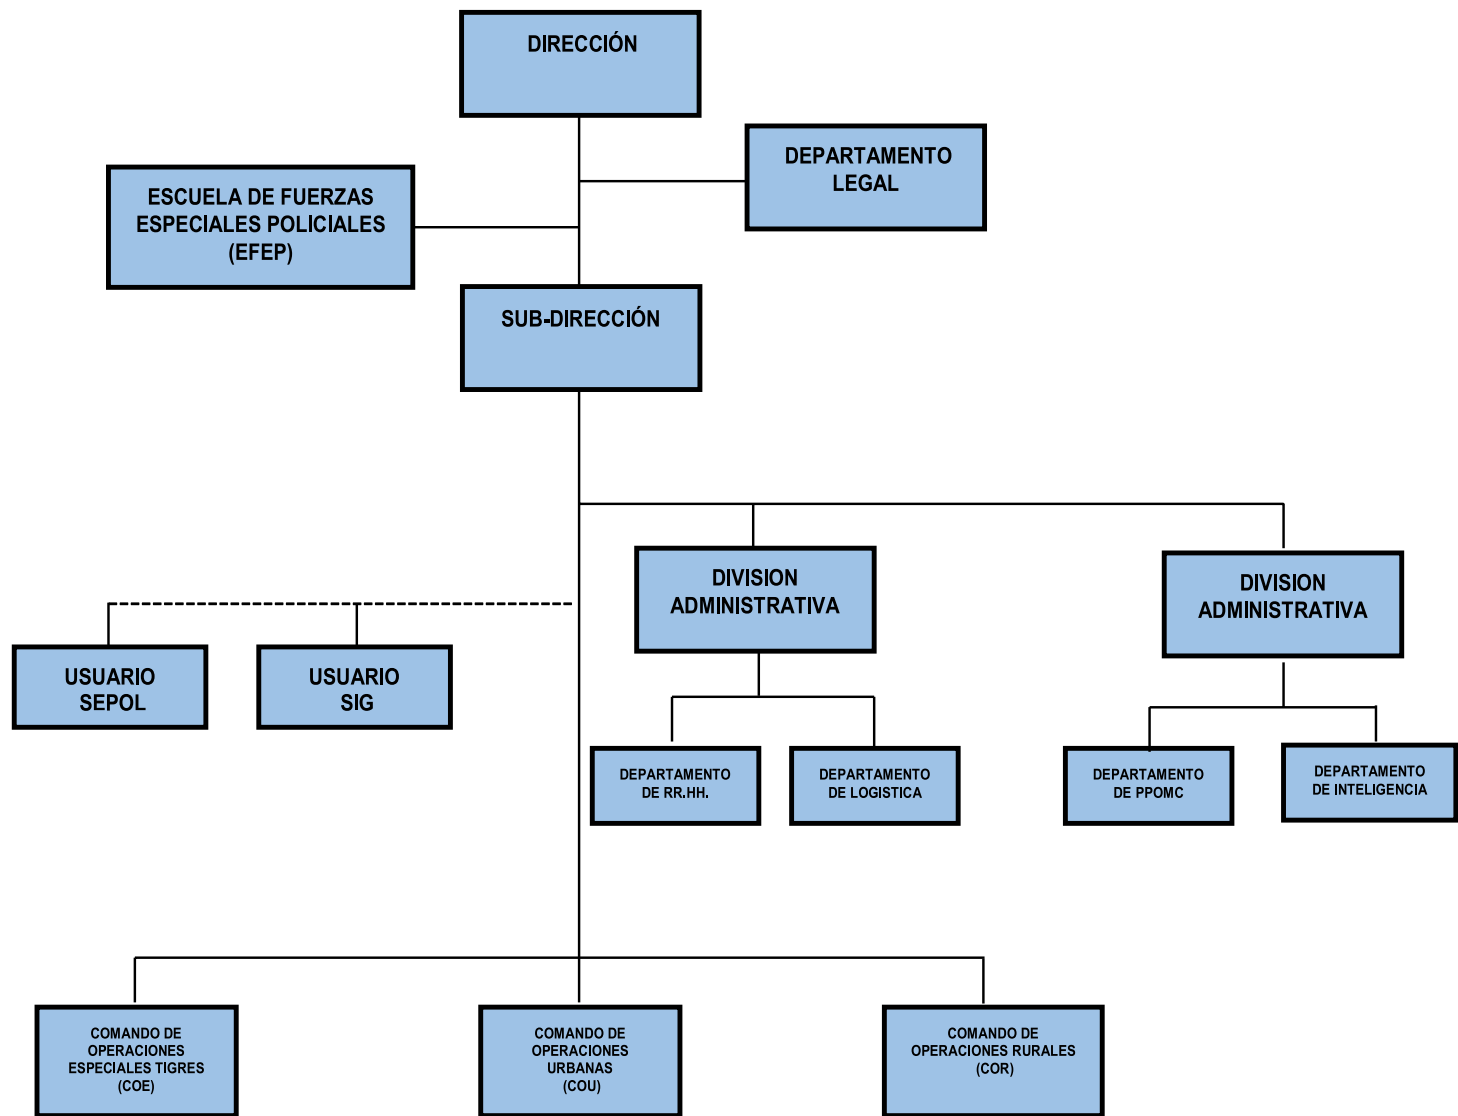 DIRECCIÓN
DEPARTAMENTO
LEGAL
ESCUELA DE FUERZAS
ESPECIALES POLICIALES
(EFEP)
SUB-DIRECCIÓN
DIVISION
ADMINISTRATIVA
DIVISION
ADMINISTRATIVA
USUARIO
SEPOL
USUARIO
SIG
DEPARTAMENTO
DE RR.HH.
DEPARTAMENTO
DE LOGISTICA
DEPARTAMENTO
DE PPOMC
DEPARTAMENTO
DE INTELIGENCIA
COMANDO DE
OPERACIONES
ESPECIALES TIGRES
(COE)
COMANDO DE
OPERACIONES
URBANAS
(COU)
COMANDO DE
OPERACIONES RURALES
(COR)